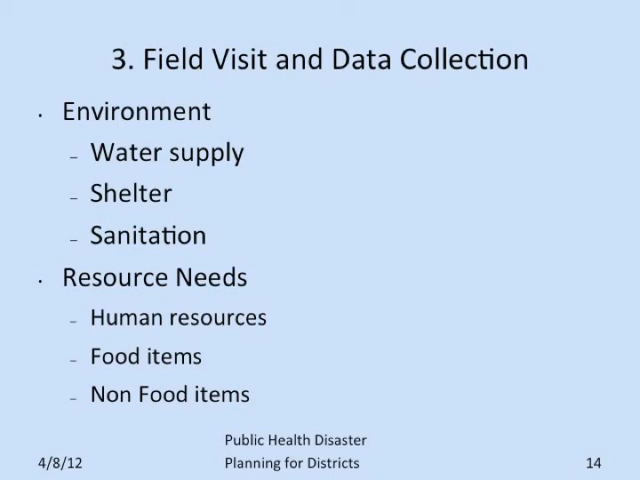 3. Field Visit and Data Collection
• Environment
– Water supply
– Shelter
– Sanitation
• Resource Needs
– Human resources
– Food items
– Non Food items
Public Health Disaster
4/8/12 Planning for Districts 14